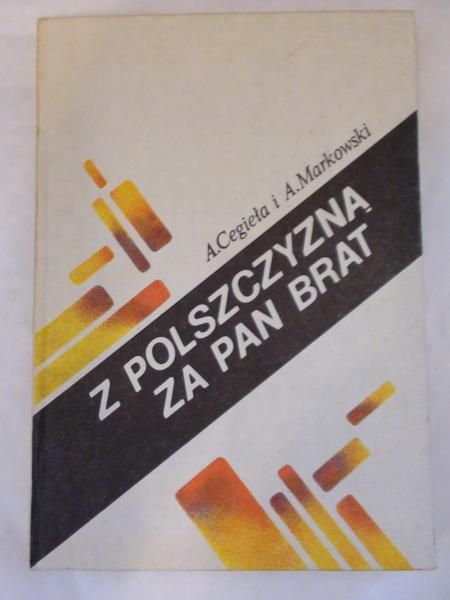 A. Cegieła i A. Markowski
Z POLSZCZYZNĄ
ZA PAN BRAT